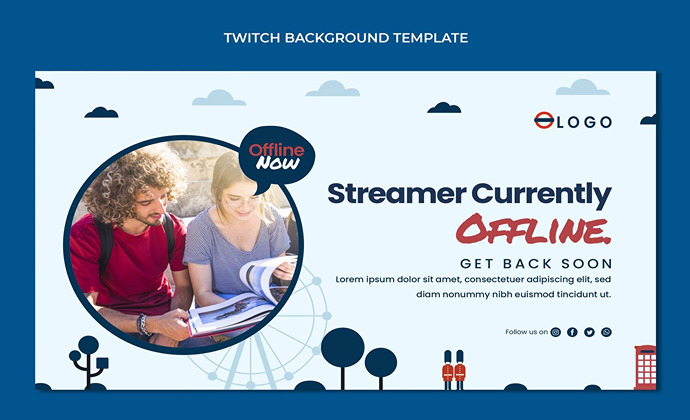 TWITCH BACKGROUND TEMPLATE
LOGO
Offline
Now
Streamer Currently
OFFLINE.
GET BACK SOON
Lorem ipsum dolor sit amet, consectetuer adipiscing elit, sed
diam nonummy nibh euismod tincidunt ut.
Follow us on